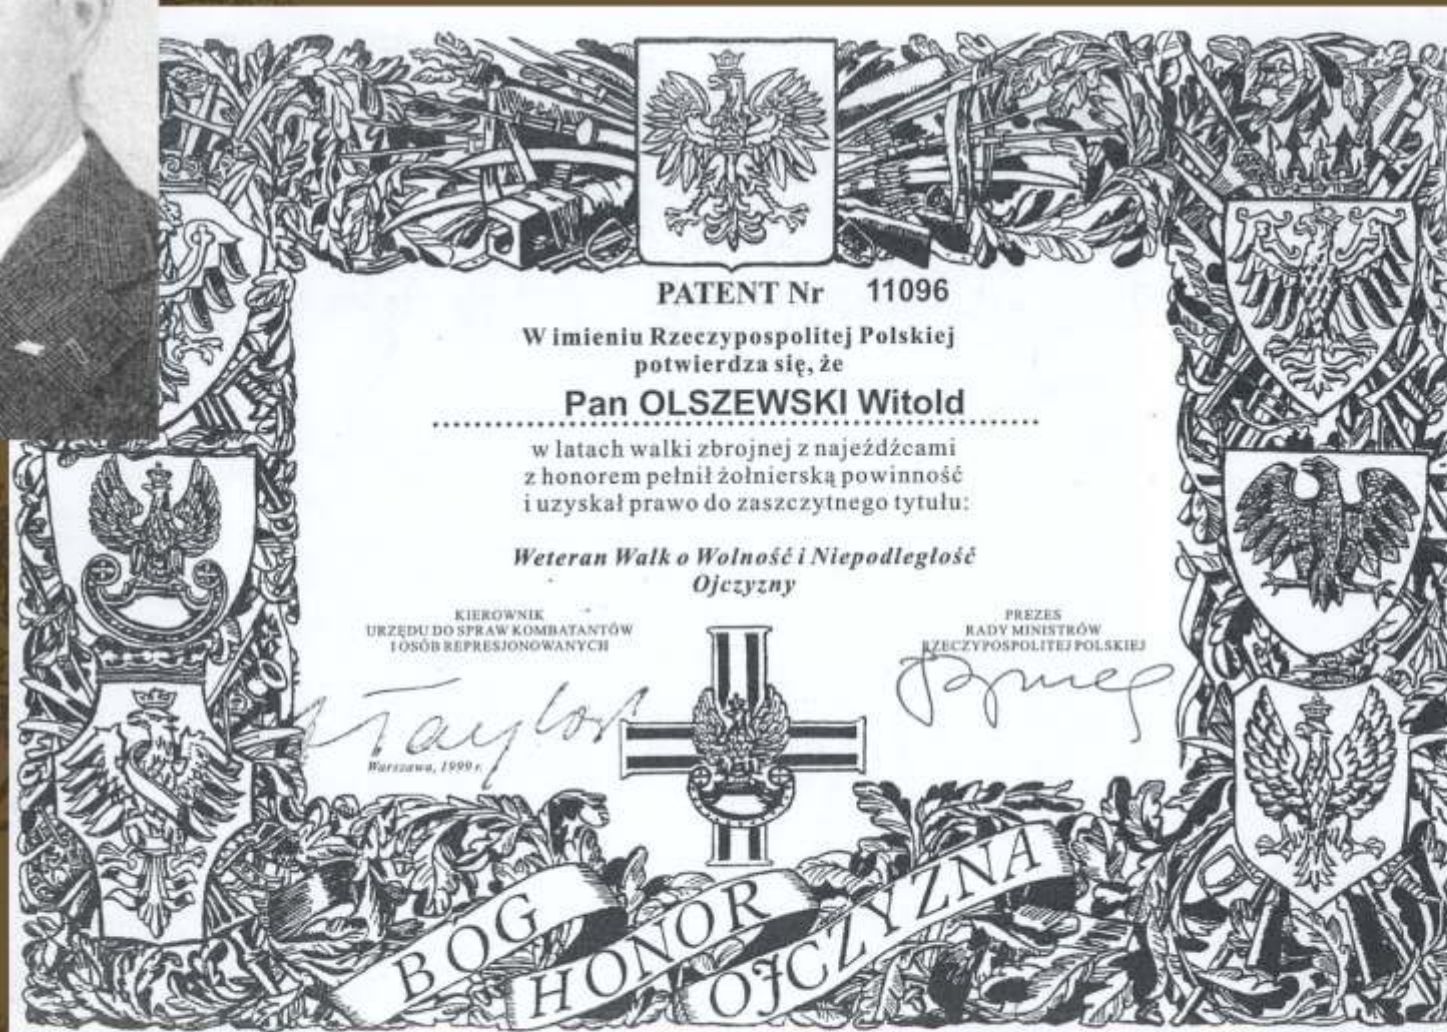 PATENT Nr 11096
W imieniu Rzeczypospolitej Polskiej
potwierdza się, że
Pan OLSZEWSKI Witold
w latach walki zbrojnej z najeźdźcami
z honorem pełnił żołnierską powinność
i uzyskał prawo do zaszczytnego tytułu:
Weteran Walk o Wolność i Niepodległość
Ojczyzny
KIEROWNIK
URZĘDU DO SPRAW KOMBATANTÓW
I OSÓB REPRESJONOWANYCH
PREZES
RADY MINISTRÓW
RZECZYPOSPOLITEJ POLSKIEJ
Warszawa, 1999 r.
BOG
HONOR
OJCZYZNA